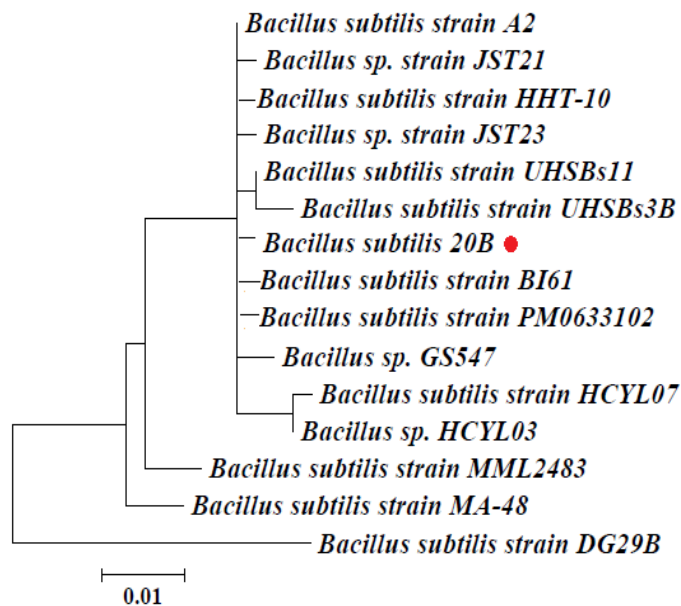 Bacillus subtilis strain A2
Bacillus sp. strain JST21
Bacillus subtilis strain HHT-10
Bacillus sp. strain JST23
Bacillus subtilis strain UHSBs11
Bacillus subtilis strain UHSBs3B
Bacillus subtilis 20B
Bacillus subtilis strain BI61
Bacillus subtilis strain PM0633102
Bacillus sp. GS547
Bacillus subtilis strain HCYL07
Bacillus sp. HCYL03
Bacillus subtilis strain MML2483
Bacillus subtilis strain MA-48
Bacillus subtilis strain DG29B
0.01